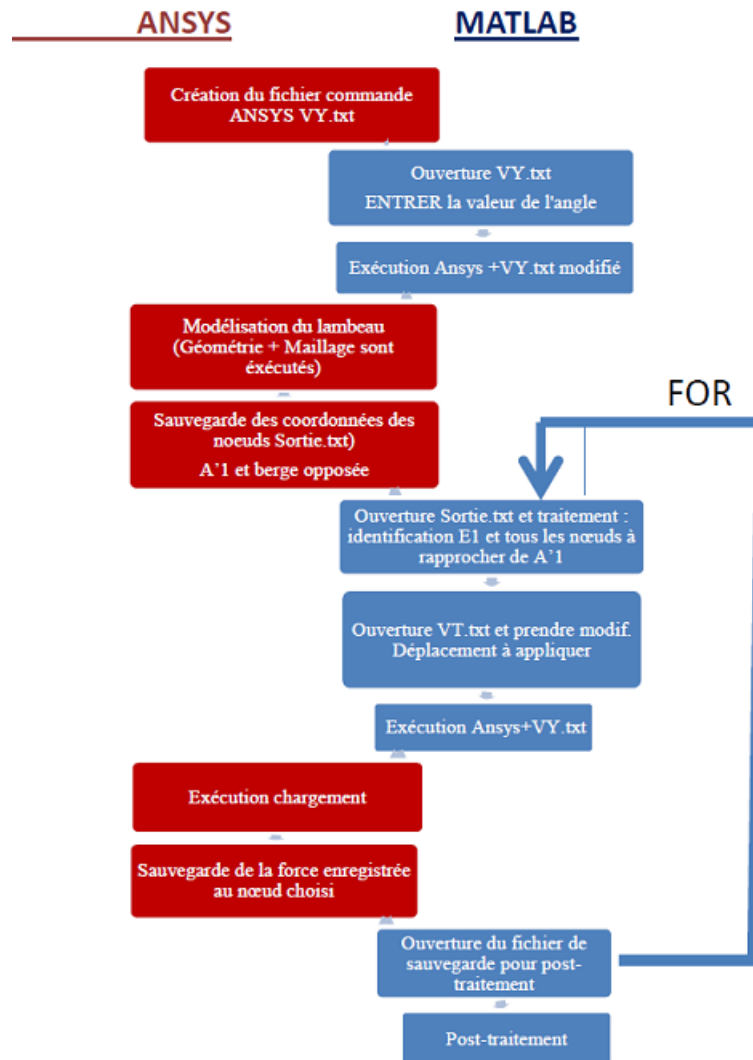 ANSYS
MATLAB
Création du fichier commande
ANSYS VY.txt
Ouverture VY.txt
ENTRER la valeur de l'angle
Exécution Ansys +VY.txt modifié
Modélisation du lambeau
(Géométrie + Maillage sont
éxécutés)
FOR
Sauvegarde des coordonnées des
noeuds Sortie.txt)
A’1 et berge opposée
Ouverture Sortie.txt et traitement :
identification E1 et tous les nœuds à
rapprocher de A’1
Ouverture VT.txt et prendre modif.
Déplacement à appliquer
Exécution Ansys+VY.txt
Exécution chargement
Sauvegarde de la force enregistrée
au nœud choisi
Ouverture du fichier de
sauvegarde pour post-
traitement
Post-traitement